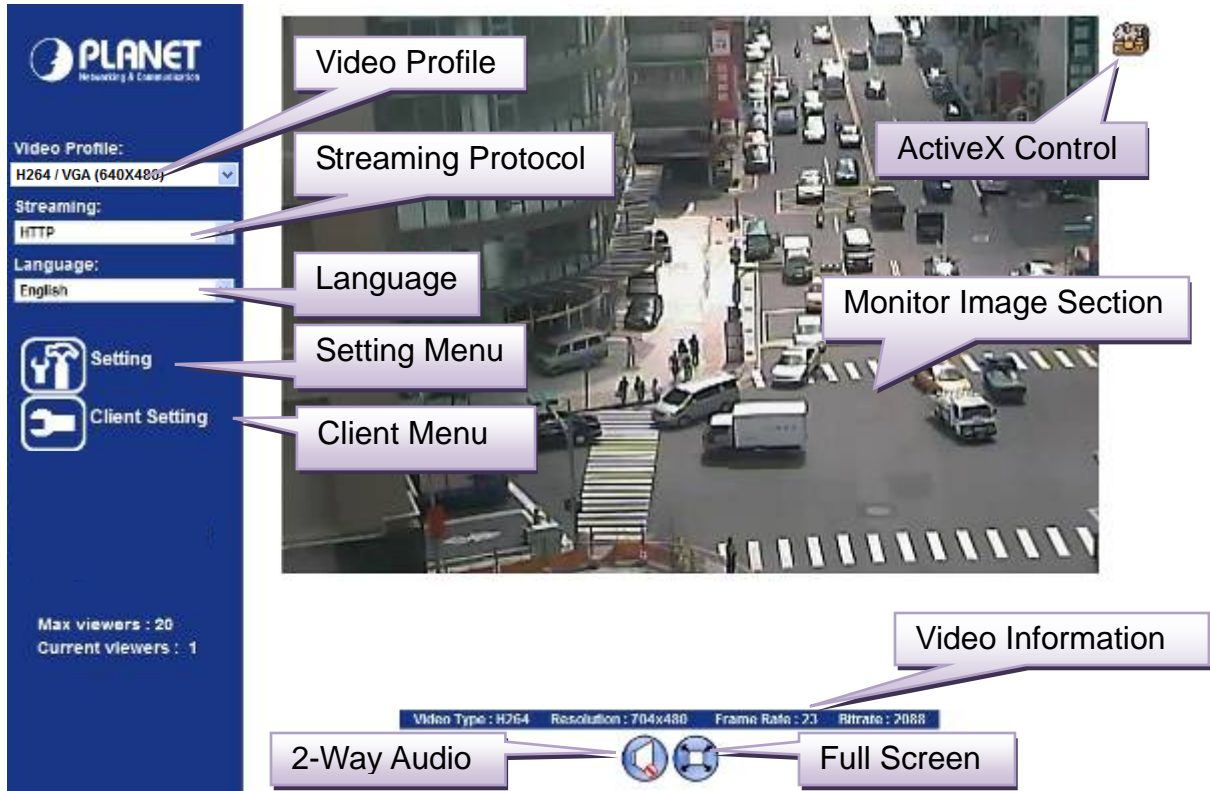 PLANET
Networking & Communication
Video Profile:
H264 / VGA (640X480)
Streaming:
HTTP
Language:
English
Setting
Client Setting
Max viewers : 20
Current viewers : 1
Video Profile
Streaming Protocol
Language
Setting Menu
Client Menu
ActiveX Control
Monitor Image Section
Video Information
Video Type : H264 Resolution : 704x480 Frame Rate : 23 Bitrate : 2088
2-Way Audio
Full Screen